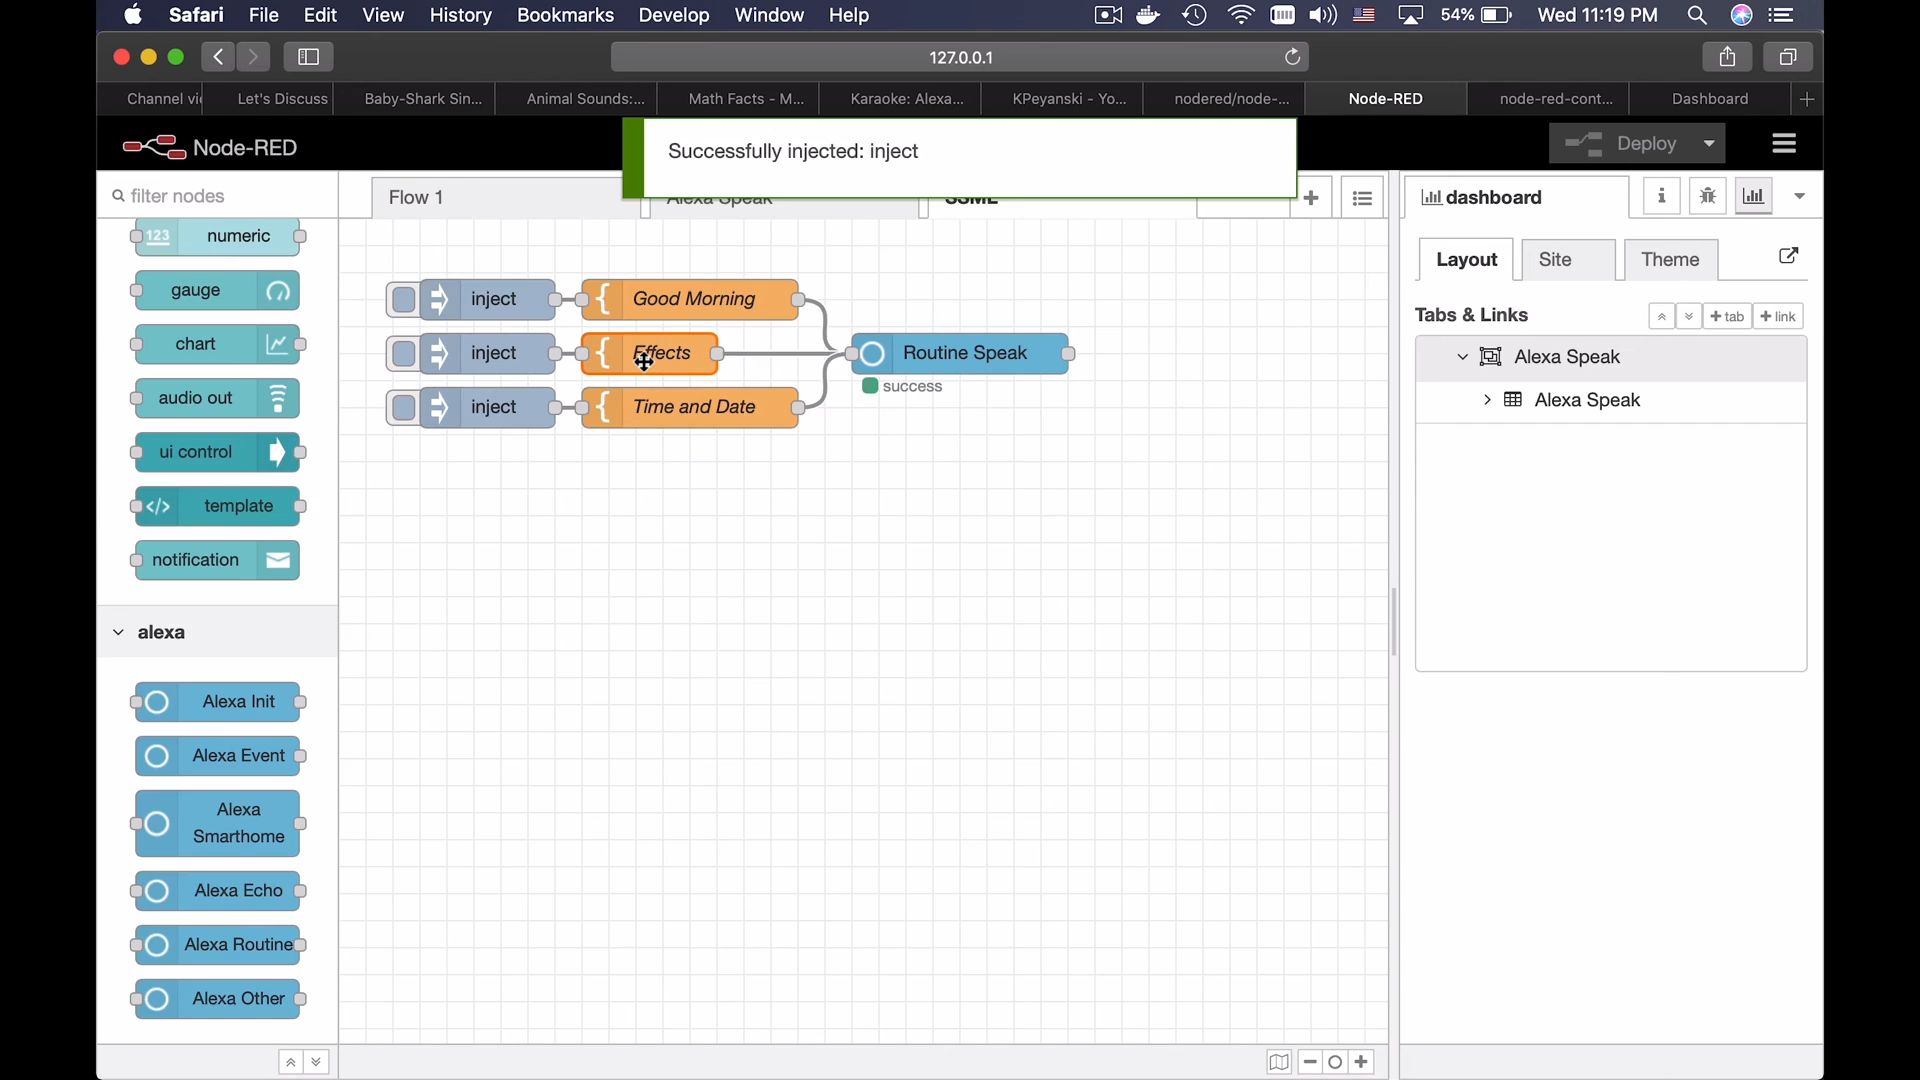 Safari File Edit View History Bookmarks Develop Window Help 54% Wed 11:19 PM
127.0.0.1
Channel vi Let's Discuss Baby-Shark Sin... Animal Sounds:... Math Facts - M... Karaoke: Alexa... KPeyanski - Yo... nodered/node-... Node-RED node-red-cont... Dashboard
Node-RED
Successfully injected: inject
Deploy
filter nodes
Flow 1
Alexa Speak
dashboard
123 numeric
gauge
chart
audio out
ui control
template
notification
alexa
Alexa Init
Alexa Event
Alexa
Smarthome
Alexa Echo
Alexa Routine
Alexa Other
inject Good Morning
inject Effects
inject Time and Date
Routine Speak
success
Layout Site Theme
Tabs & Links
+ tab
+ link
Alexa Speak
Alexa Speak